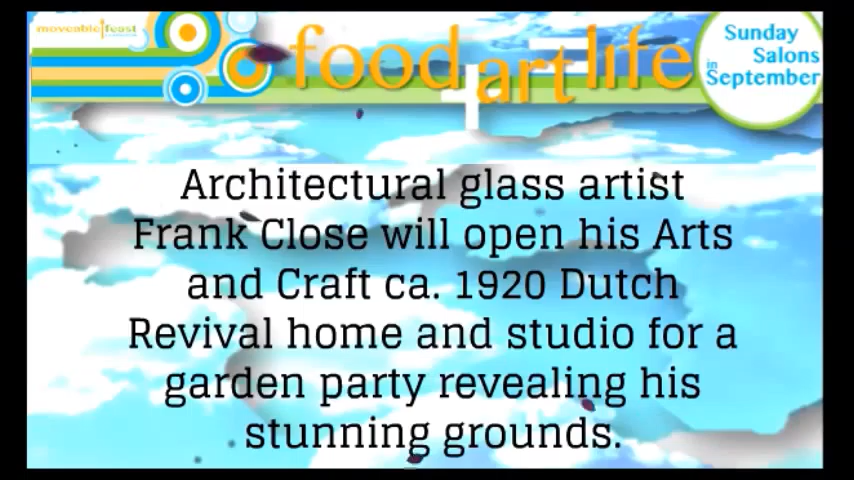 moveable feast
food + art = life
Sunday
Salons
in September
Architectural glass artist
Frank Close will open his Arts
and Craft ca. 1920 Dutch
Revival home and studio for a
garden party revealing his
stunning grounds.